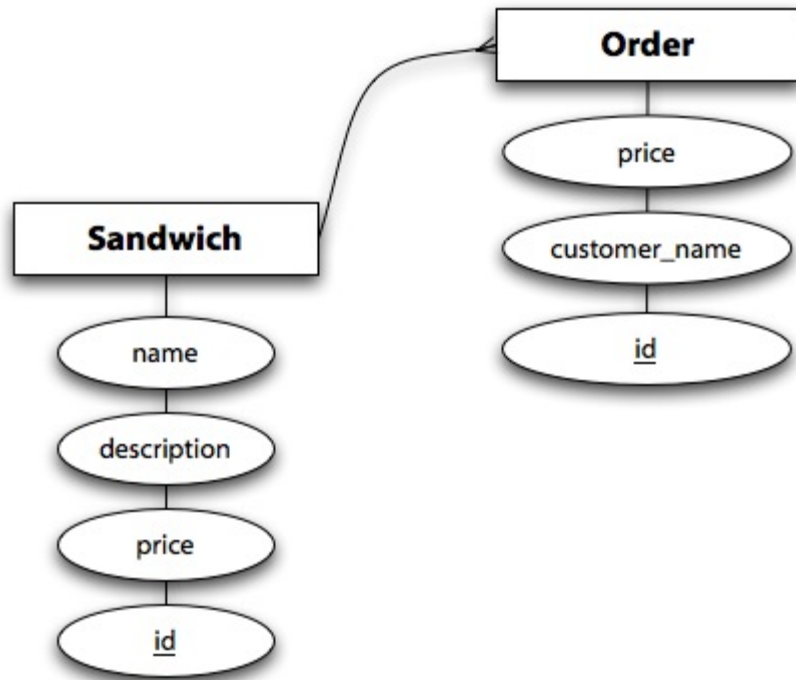 Order
price
customer_name
id
Sandwich
name
description
price
id